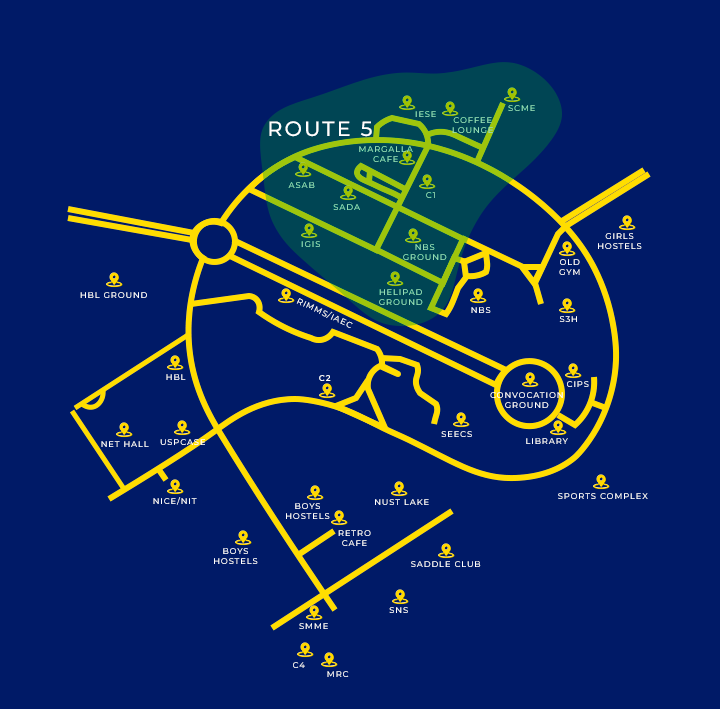 SCME
IESE
COFFEE
LOUNGE
ROUTE 5
MARGALLA
CAFE
ASAB
C1
SADA
GIRLS
HOSTELS
IGIS
NBS
GROUND
OLD
GYM
HBL GROUND
HELIPAD
GROUND
RIMMS/IAEC
NBS
S3H
HBL
C2
CIPS
CONVOCATION
GROUND
NET HALL
USPCASE
SEECS
LIBRARY
NICE/NIT
SPORTS COMPLEX
BOYS
HOSTELS
NUST LAKE
RETRO
CAFE
BOYS
HOSTELS
SADDLE CLUB
SNS
SMME
C4
MRC